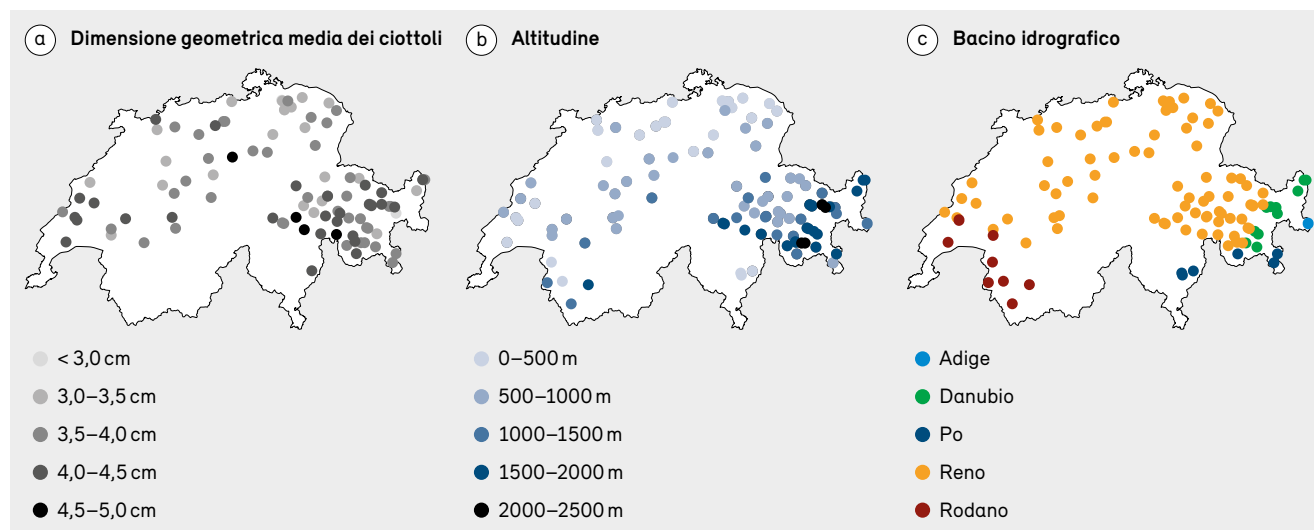 a Dimensione geometrica media dei ciottoli
< 3,0 cm
3,0–3,5 cm
3,5–4,0 cm
4,0–4,5 cm
4,5–5,0 cm
b Altitudine
0–500 m
500–1000 m
1000–1500 m
1500–2000 m
2000–2500 m
c Bacino idrografico
Adige
Danubio
Po
Reno
Rodano